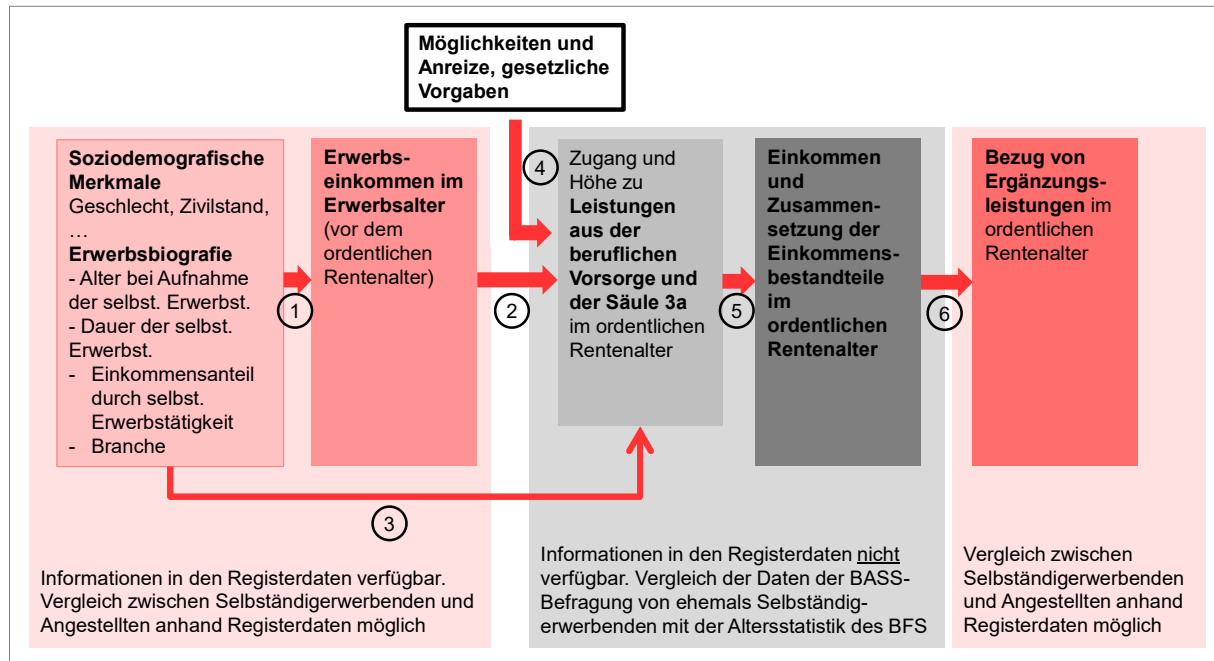 Möglichkeiten und
Anreize, gesetzliche
Vorgaben
Soziodemografische
Merkmale
Geschlecht, Zivilstand,
…
Erwerbsbiografie
- Alter bei Aufnahme
der selbst. Erwerbst.
- Dauer der selbst.
Erwerbst.
- Einkommensanteil
durch selbst.
Erwerbstätigkeit
- Branche
1
Erwerbs-
einkommen im
Erwerbsalter
(vor dem
ordentlichen
Rentenalter)
2
3
4
Zugang und
Höhe zu
Leistungen
aus der
beruflichen
Vorsorge und
der Säule 3a
im ordentlichen
Rentenalter
5
Einkommen
und
Zusammen-
setzung der
Einkommens-
bestandteile
im
ordentlichen
Rentenalter
6
Bezug von
Ergänzungs-
leistungen im
ordentlichen
Rentenalter
Informationen in den Registerdaten verfügbar.
Vergleich zwischen Selbständigerwerbenden und
Angestellten anhand Registerdaten möglich
Informationen in den Registerdaten nicht
verfügbar. Vergleich der Daten der BASS-
Befragung von ehemals Selbständig-
erwerbenden mit der Altersstatistik des BFS
Vergleich zwischen
Selbständigerwerbenden
und Angestellten anhand
Registerdaten möglich